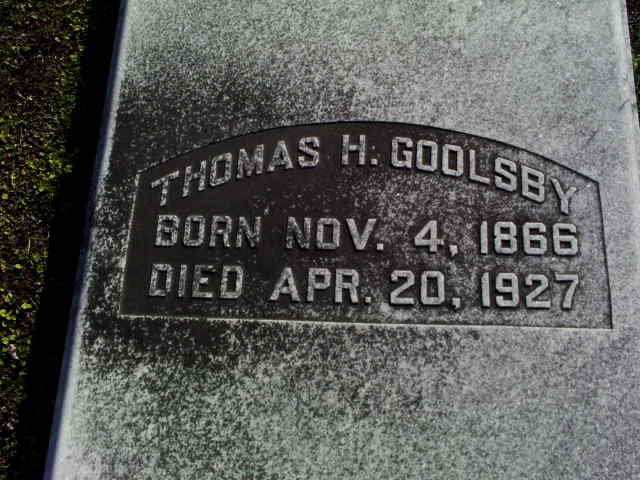 THOMAS H. GOOLSBY
BORN NOV. 4, 1866
DIED APR. 20, 1927